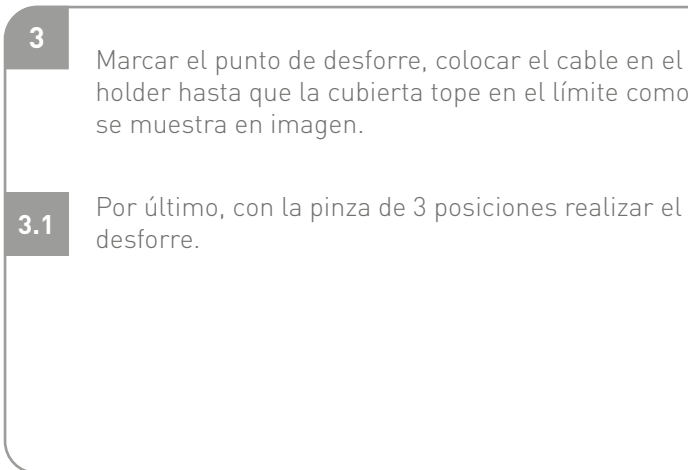 3
Marcar el punto de desforre, colocar el cable en el
holder hasta que la cubierta tope en el límite como
se muestra en imagen.
3.1
Por último, con la pinza de 3 posiciones realizar el
desforre.